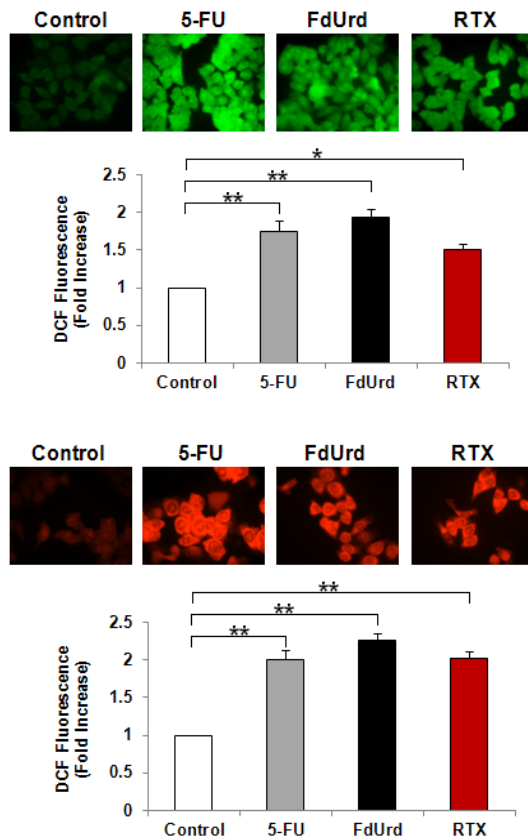 Control 5-FU FdUrd RTX
*
**
**
DCF Fluorescence
(Fold Increase)
2.5
2
1.5
1
0.5
0
Control 5-FU FdUrd RTX
Control 5-FU FdUrd RTX
**
**
**
DCF Fluorescence
(Fold Increase)
2.5
2
1.5
1
0.5
0
Control 5-FU FdUrd RTX